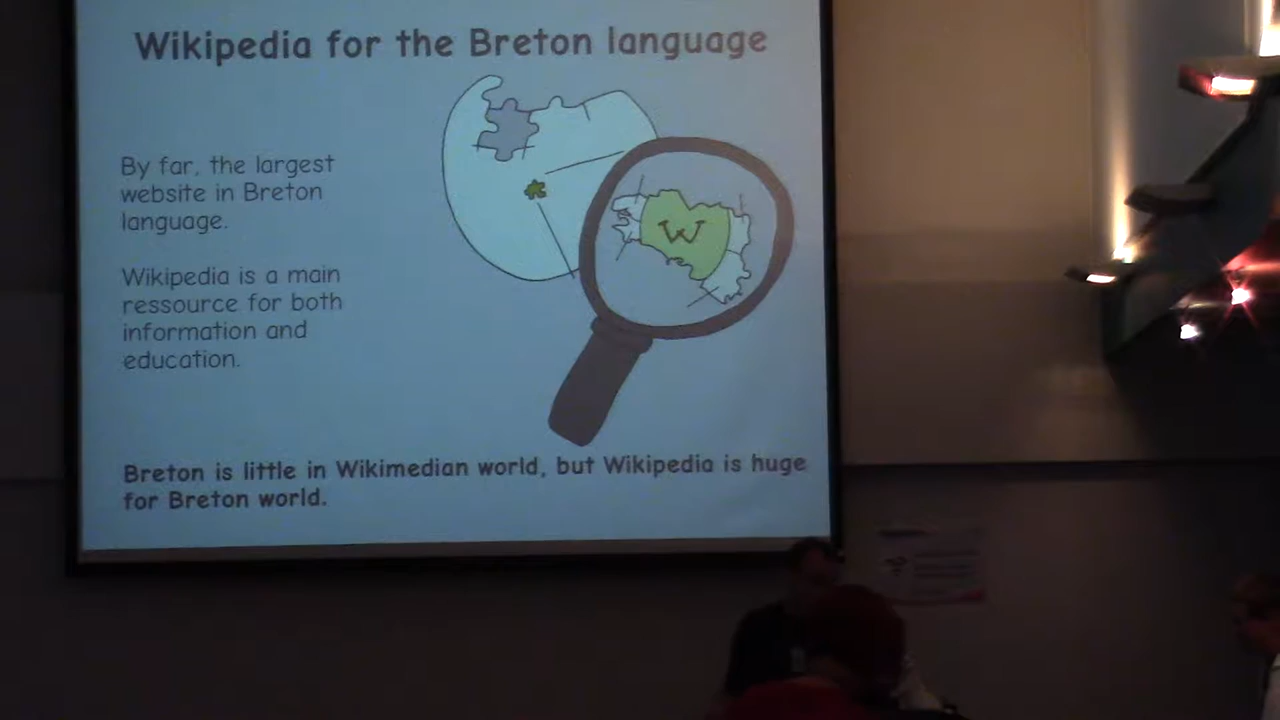 Wikipedia for the Breton language
By far, the largest
website in Breton
language.
Wikipedia is a main
ressource for both
information and
education.
W
Breton is little in Wikimedian world, but Wikipedia is huge
for Breton world.